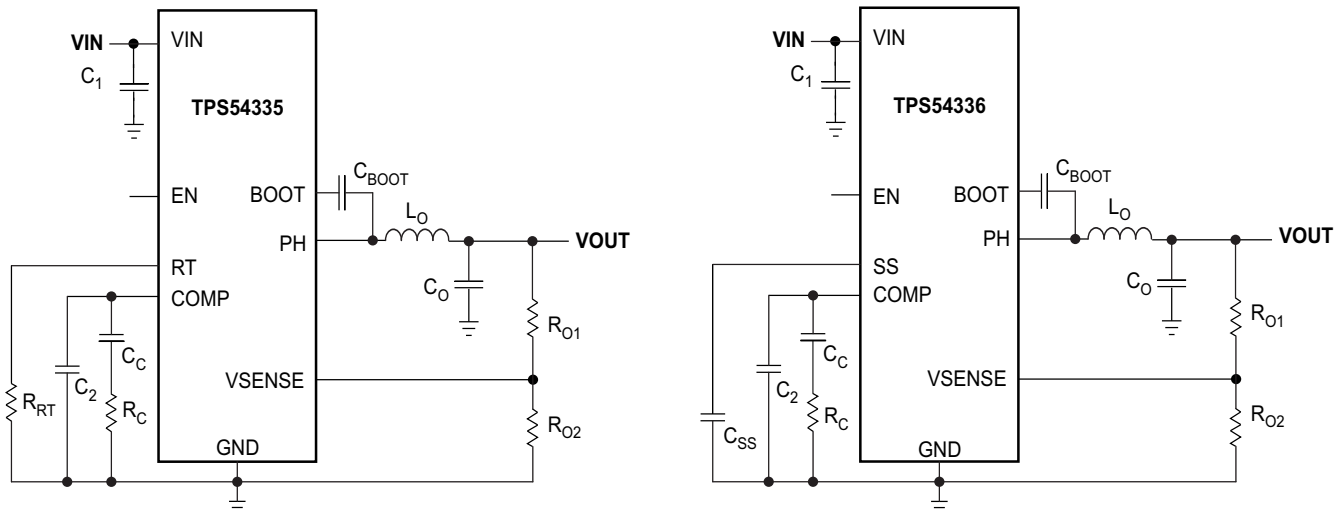 VIN
VIN
C1
TPS54335
CBOOT
EN
BOOT
LO
VOUT
PH
RT
CO
COMP
RO1
CC
C2
VSENSE
RRT
RC
RO2
GND
VIN
VIN
C1
TPS54336
CBOOT
EN
BOOT
LO
VOUT
PH
SS
CO
COMP
RO1
CC
C2
VSENSE
RC
CSS
RO2
GND